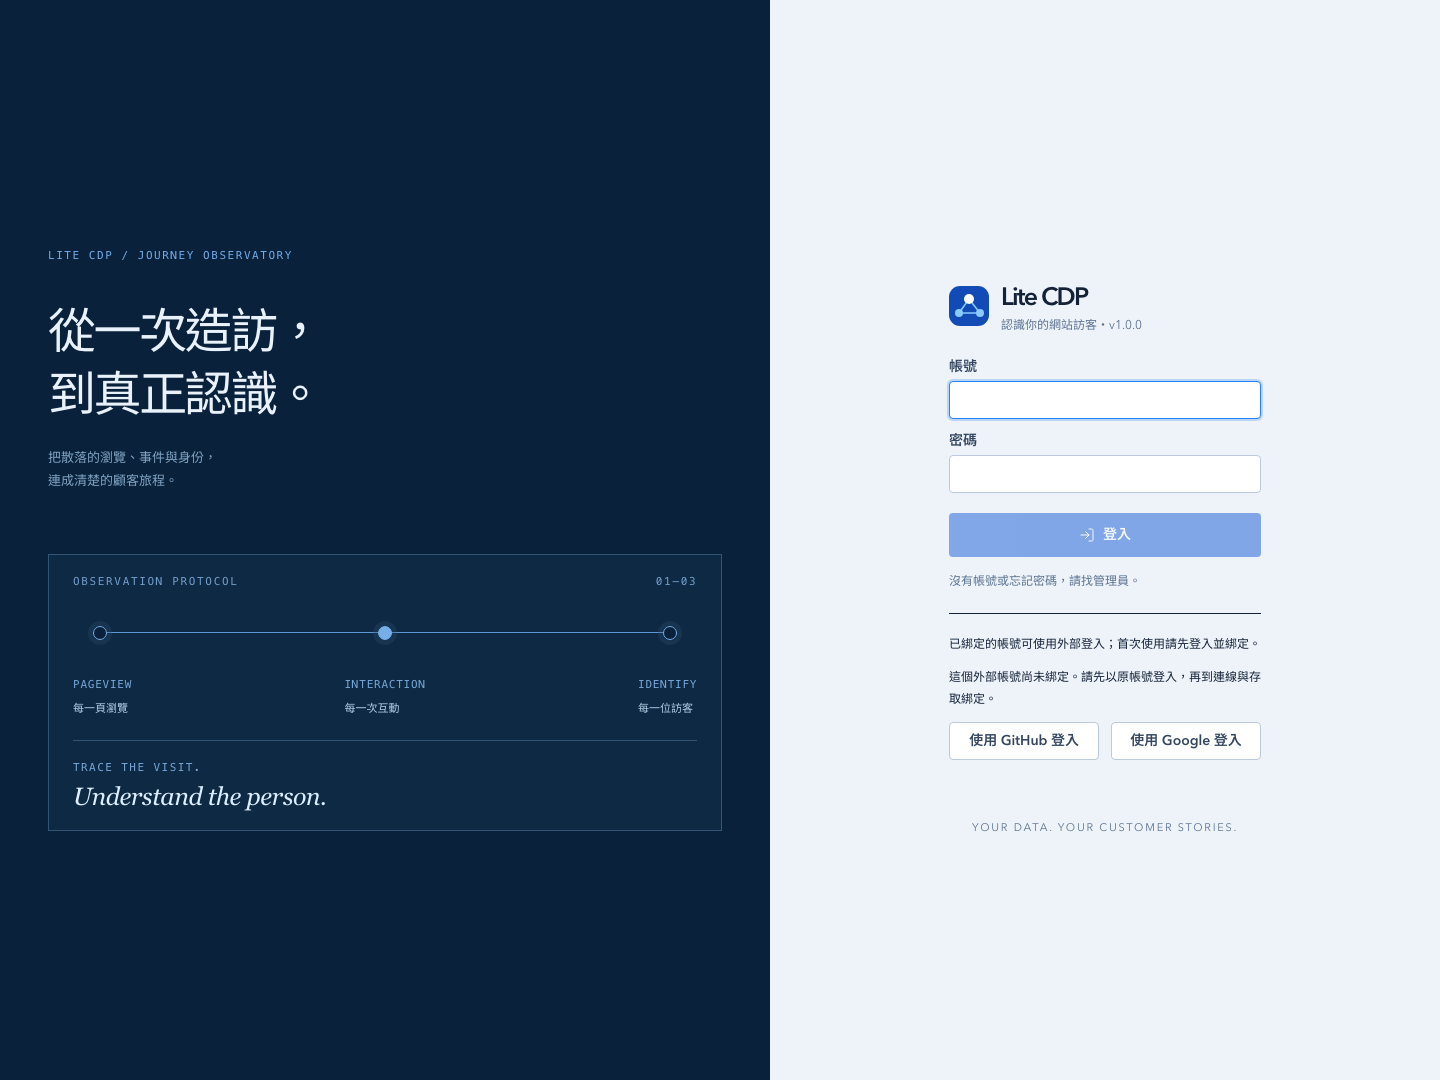 LITE CDP / JOURNEY OBSERVATORY
從一次造訪，
到真正認識。
把散落的瀏覽、事件與身份，
連成清楚的顧客旅程。
OBSERVATION PROTOCOL
01—03
PAGEVIEW
每一頁瀏覽
INTERACTION
每一次互動
IDENTIFY
每一位訪客
TRACE THE VISIT.
Understand the person.
Lite CDP
認識你的網站訪客・v1.0.0
帳號
密碼
登入
沒有帳號或忘記密碼，請找管理員。
已綁定的帳號可使用外部登入；首次使用請先登入並綁定。
這個外部帳號尚未綁定。請先以原帳號登入，再到連線與存
取綁定。
使用 GitHub 登入
使用 Google 登入
YOUR DATA. YOUR CUSTOMER STORIES.